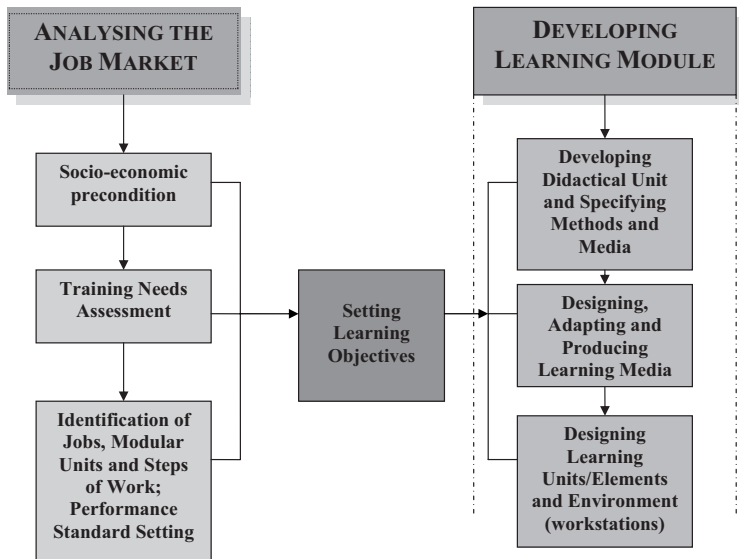 ANALYSING THE
JOB MARKET
Socio-economic
precondition
Training Needs
Assessment
Identification of
Jobs, Modular
Units and Steps
of Work;
Performance
Standard Setting
Setting
Learning
Objectives
DEVELOPING
LEARNING MODULE
Developing
Didactical Unit
and Specifying
Methods and
Media
Designing,
Adapting and
Producing
Learning Media
Designing
Learning
Units/Elements
and Environment
(workstations)